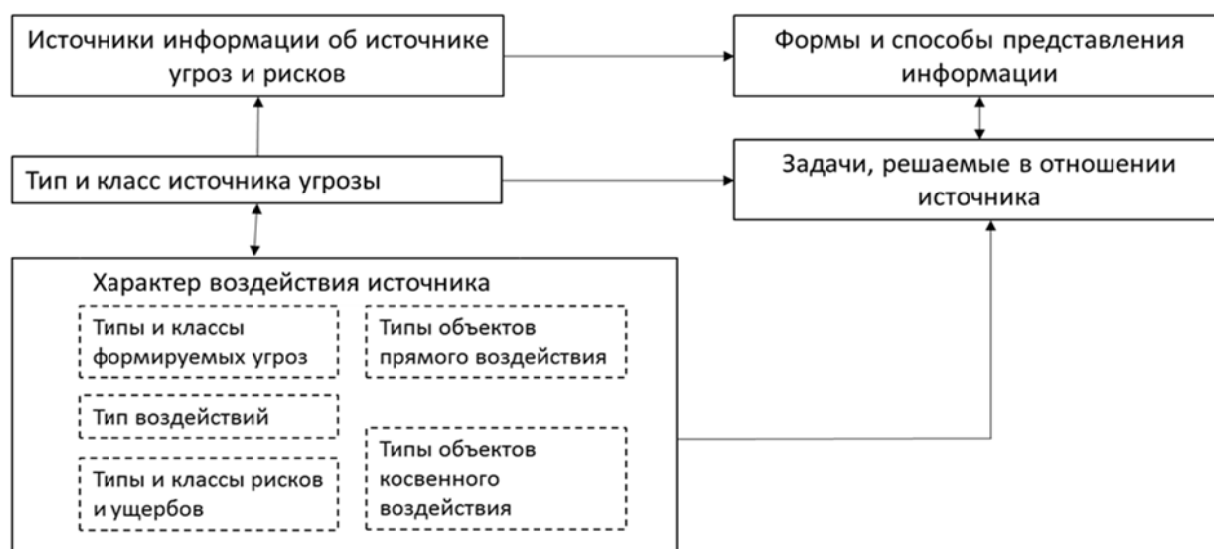 Источники информации об источнике
угроз и рисков
Формы и способы представления
информации
Тип и класс источника угрозы
Задачи, решаемые в отношении
источника
Характер воздействия источника
Типы и классы
формируемых угроз
Типы объектов
прямого воздействия
Тип воздействий
Типы объектов
косвенного
воздействия
Типы и классы рисков
и ущербов